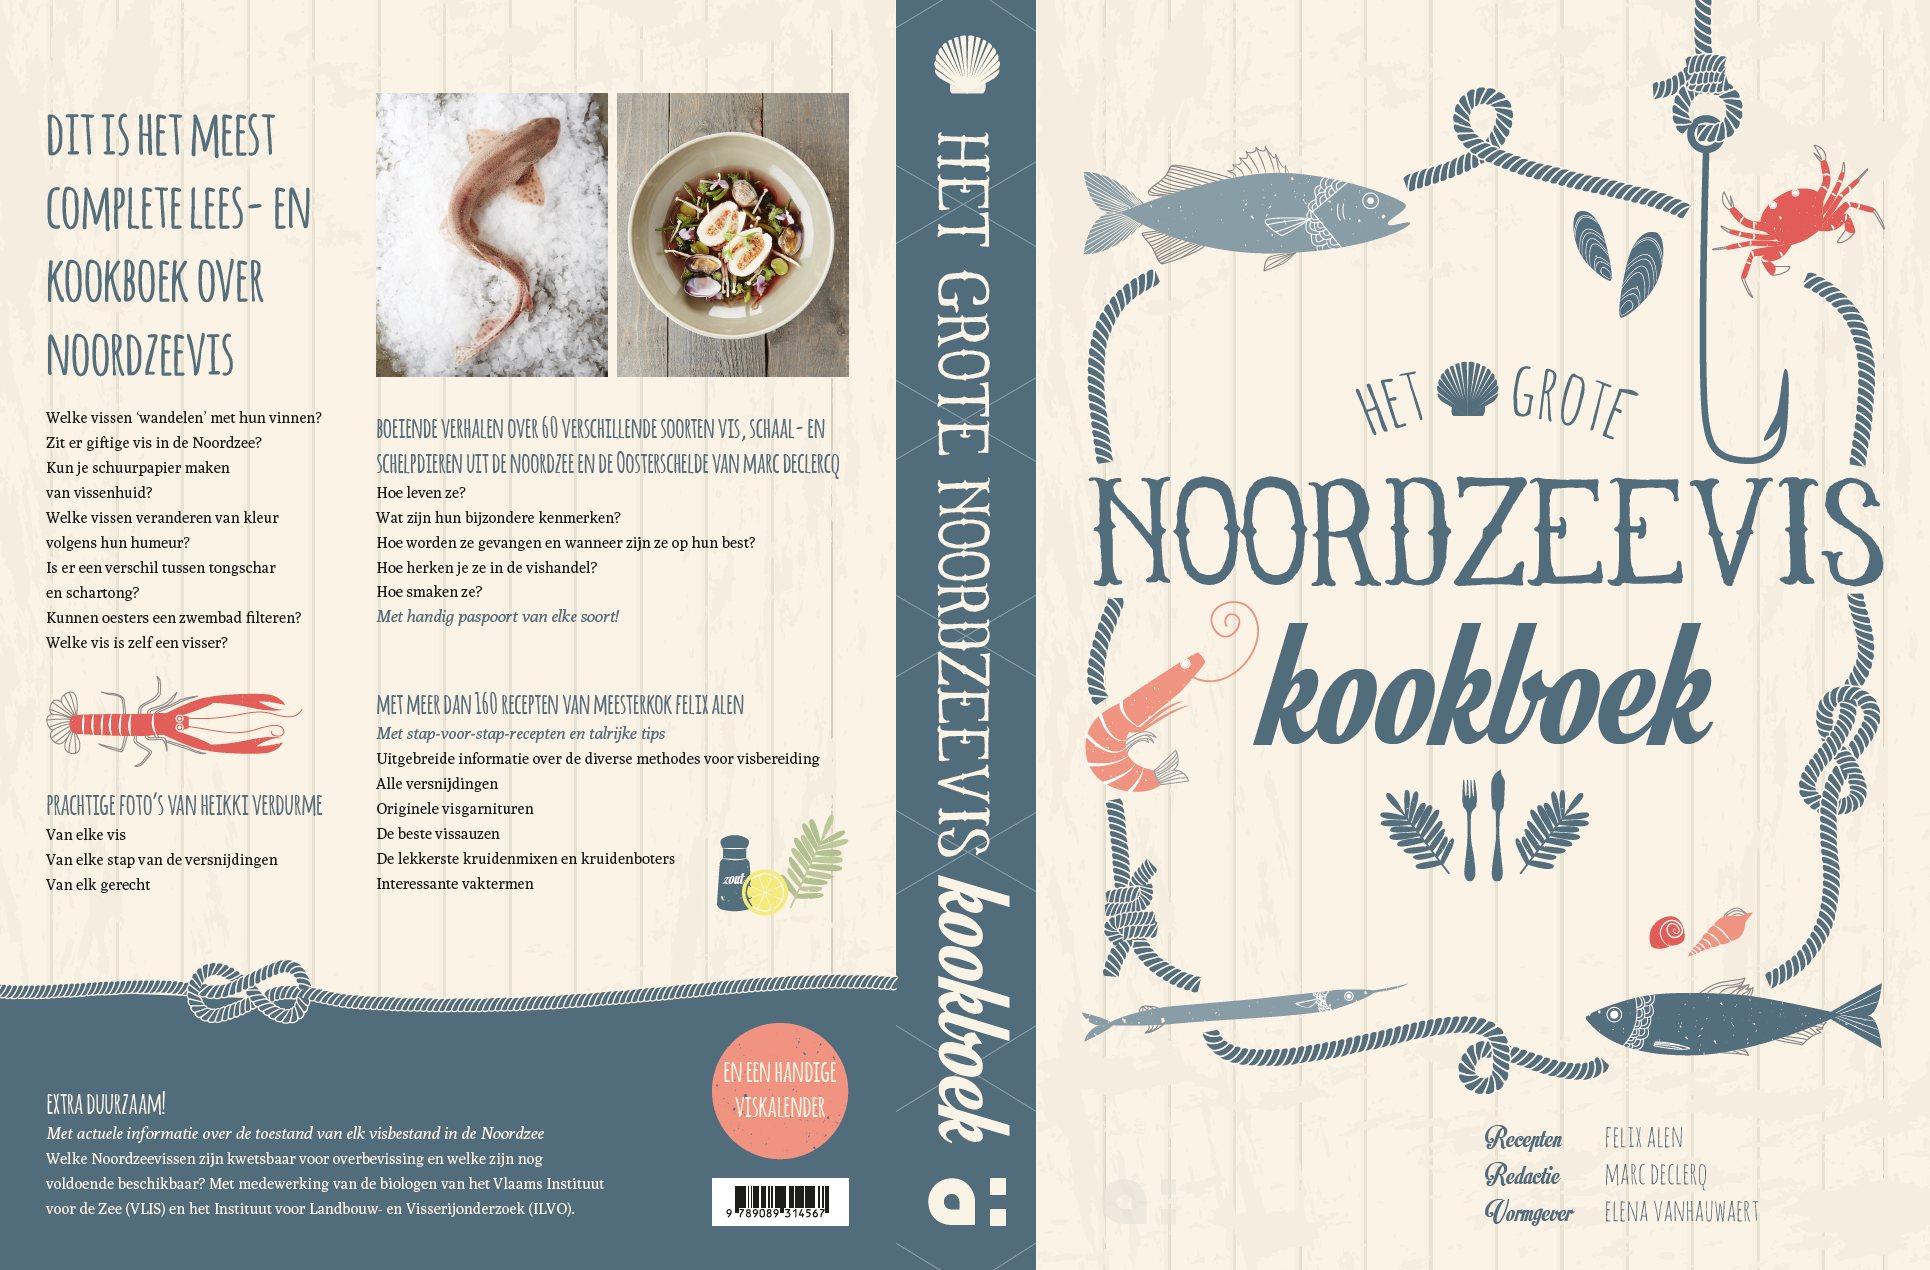 DIT IS HET MEEST
COMPLETE LEES- EN
KOOKBOEK OVER
NOORDZEEVIS
Welke vissen ‘wandelen’ met hun vinnen?
Zit er giftige vis in de Noordzee?
Kun je schuurpapier maken
van vissenhuid?
Welke vissen veranderen van kleur
volgens hun humeur?
Is er een verschil tussen tongschar
en schartong?
Kunnen oesters een zwembad filteren?
Welke vis is zelf een visser?
PRACHTIGE FOTO’S VAN HEIKKI VERDURME
Van elke vis
Van elke stap van de versnijdingen
Van elk gerecht
BOEIENDE VERHALEN OVER 60 VERSCHILLENDE SOORTEN VIS, SCHAAL- EN
SCHELPDIEREN UIT DE NOORDZEE EN DE OOSTERSCHELDE VAN MARC DECLERCQ
Hoe leven ze?
Wat zijn hun bijzondere kenmerken?
Hoe worden ze gevangen en wanneer zijn ze op hun best?
Hoe herken je ze in de vishandel?
Hoe smaken ze?
Met handig paspoort van elke soort!
MET MEER DAN 160 RECEPTEN VAN MEESTERKOK FELIX ALEN
Met stap-voor-stap-recepten en talrijke tips
Uitgebreide informatie over de diverse methodes voor visbereiding
Alle versnijdingen
Originele visgarnituren
De beste vissauzen
De lekkerste kruidenmixen en kruidenboters
Interessante vaktermen
zout
EXTRA DUURZAAM!
Met actuele informatie over de toestand van elk visbestand in de Noordzee
Welke Noordzeevissen zijn kwetsbaar voor overbevissing en welke zijn nog
voldoende beschikbaar? Met medewerking van de biologen van het Vlaams Instituut
voor de Zee (VLIS) en het Instituut voor Landbouw- en Visserijonderzoek (ILVO).
EN EEN HANDIGE
VISKALENDER
9 789089 314567
HET GROTE NOORDZEEVIS kookboek
a:
HET GROTE
NOORDZEEVIS
kookboek
Recepten FELIX ALEN
Redactie MARC DECLERQ
Vormgever ELENA VANHAUWAERT
a: